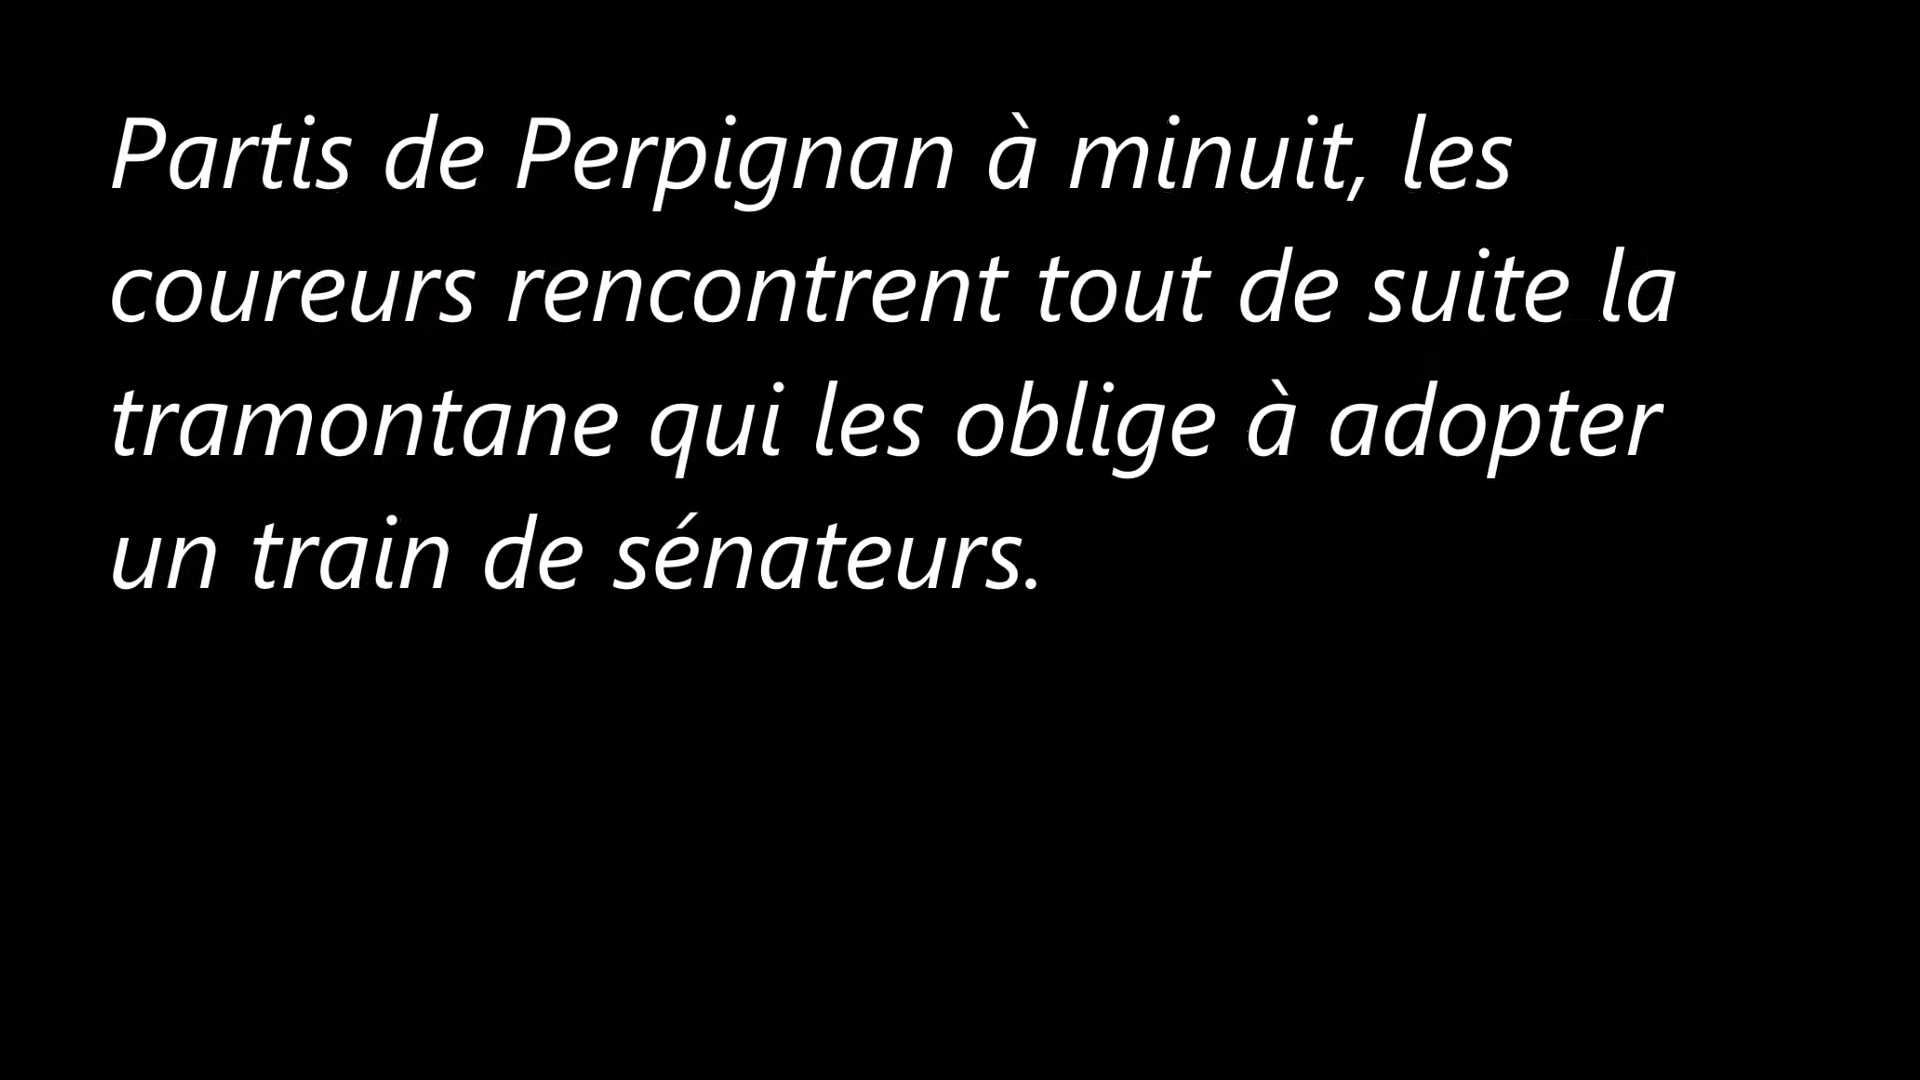 Partis de Perpignan à minuit, les
coureurs rencontrent tout de suite la
tramontane qui les oblige à adopter
un train de sénateurs.